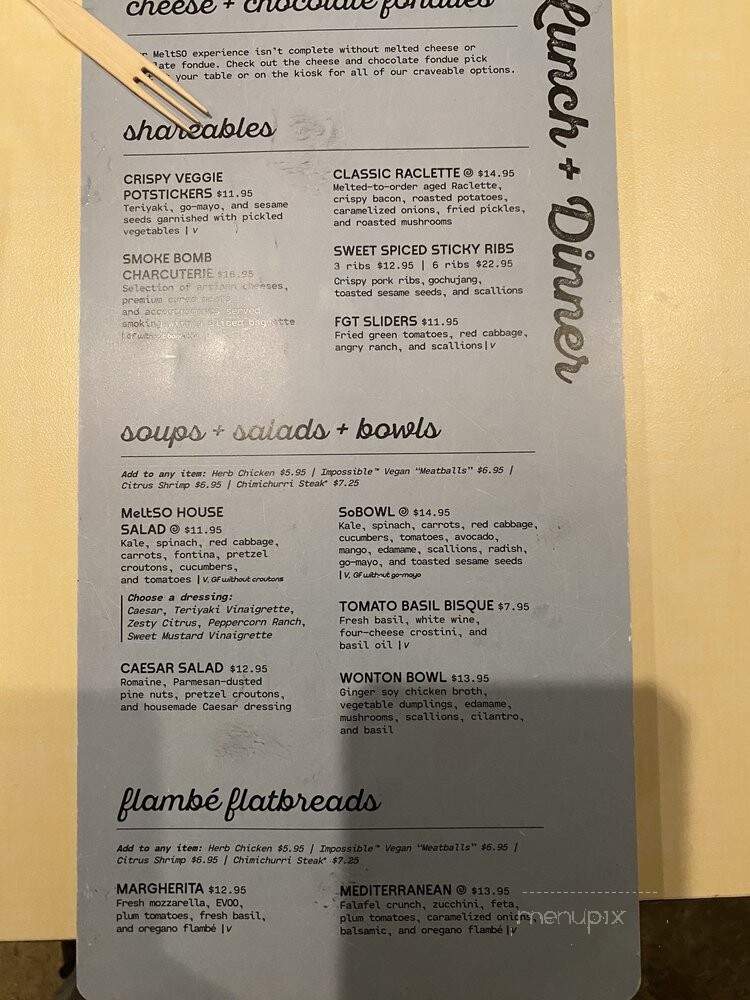 cheese + chocolate fondues
MeltSO experience isn't complete without melted cheese or
fondue. Check out the cheese and chocolate fondue pick
your table or on the kiosk for all of our craveable options.
Lunch + Dinner
shareables
CRISPY VEGGIE
POTSTICKERS $11.95
Teriyaki, go-mayo, and sesame
seeds garnished with pickled
vegetables | V
SMOKE BOMB
CHARCUTERIE $16.95
Selection of artisan cheeses,
premium cured meats
and accoutrements served
smoking with a sliced baguette
CLASSIC RACLETTE @ $14.95
Melted-to-order aged Raclette,
crispy bacon, roasted potatoes,
caramelized onions, fried pickles,
and roasted mushrooms
SWEET SPICED STICKY RIBS
3 ribs $12.95 | 6 ribs $22.95
Crispy pork ribs, gochujang,
toasted sesame seeds, and scallions
FGT SLIDERS $11.95
Fried green tomatoes, red cabbage,
angry ranch, and scallions | V
soups + salads + bowls
Add to any item: Herb Chicken $5.95 | Impossible™ Vegan "Meatballs" $6.95 |
Citrus Shrimp $6.95 | Chimichurri Steak* $7.25
MeLtSO HOUSE
SALAD @ $11.95
Kale, spinach, red cabbage,
carrots, fontina, pretzel
croutons, cucumbers,
and tomatoes | V, GF without croutons
Choose a dressing:
Caesar, Teriyaki Vinaigrette,
Zesty Citrus, Peppercorn Ranch,
Sweet Mustard Vinaigrette
CAESAR SALAD $12.95
Romaine, Parmesan-dusted
pine nuts, pretzel croutons,
and housemade Caesar dressing
SoBOWL @ $14.95
Kale, spinach, carrots, red cabbage,
cucumbers, tomatoes, avocado,
mango, edamame, scallions, radish,
go-mayo, and toasted sesame seeds
| V, GF without go-mayo
TOMATO BASIL BISQUE $7.95
Fresh basil, white wine,
four-cheese crostini, and
basil oil | V
WONTON BOWL $13.95
Ginger soy chicken broth,
vegetable dumplings, edamame,
mushrooms, scallions, cilantro,
and basil
flambé flatbreads
Add to any item: Herb Chicken $5.95 | Impossible™ Vegan "Meatballs" $6.95 |
Citrus Shrimp $6.95 | Chimichurri Steak* $7.25
MARGHERITA $12.95
Fresh mozzarella, EVOO,
plum tomatoes, fresh basil,
and oregano flambé | V
MEDITERRANEAN @ $13.95
Falafel crunch, zucchini, feta,
plum tomatoes, caramelized onions,
balsamic, and oregano flambé | V
menupix